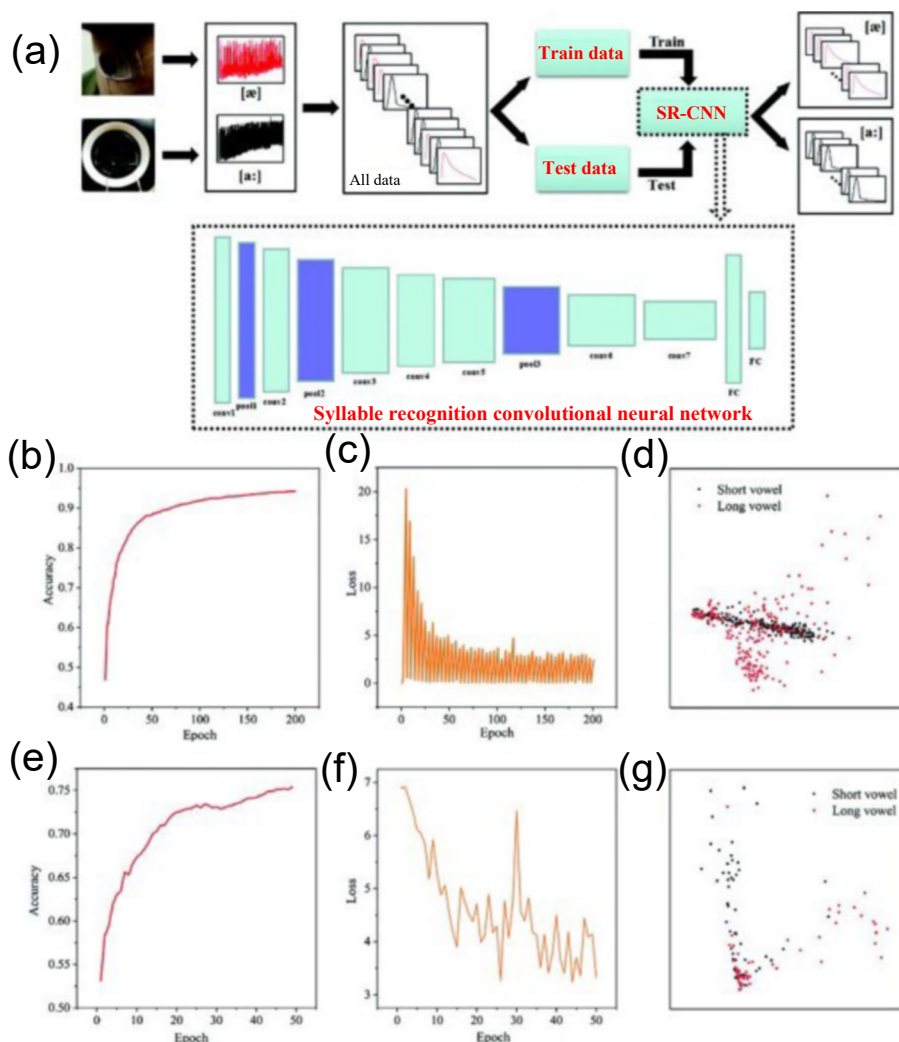 (a)
[æ]
[a:]
All data
Train data
Test data
Train
Test
SR-CNN
[æ]
[a:]
conv1
pool1
conv2
pool2
conv3
conv4
conv5
pool3
conv6
conv7
FC
FC
Syllable recognition convolutional neural network
(b)
1.0
0.9
0.8
0.7
0.6
0.5
0.4
Accuracy
0 50 100 150 200
Epoch
(c)
20
15
10
5
0
Loss
0 50 100 150 200
Epoch
(d)
Short vowel
Long vowel
(e)
0.75
0.70
0.65
0.60
0.55
0.50
Accuracy
0 10 20 30 40 50
Epoch
(f)
7
6
5
4
3
Loss
0 10 20 30 40 50
Epoch
(g)
Short vowel
Long vowel